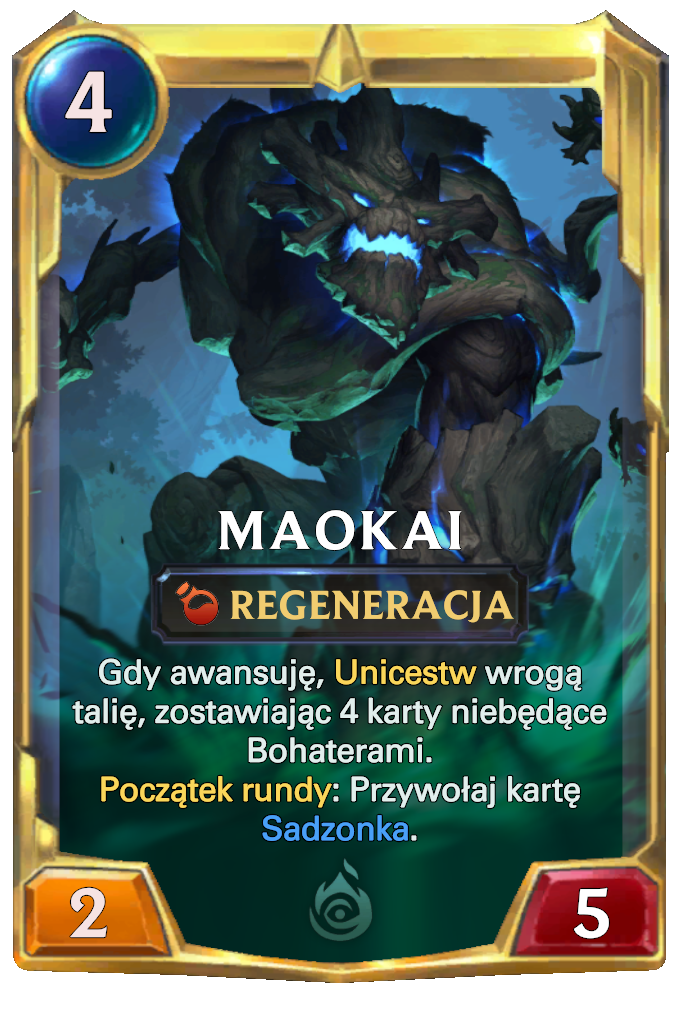 4
MAOKAI
REGENERACJA
Gdy awansuję, Unicestw wrogą
talię, zostawiając 4 karty niebędące
Bohaterami.
Początek rundy: Przywołaj kartę
Sadzonka.
2
5